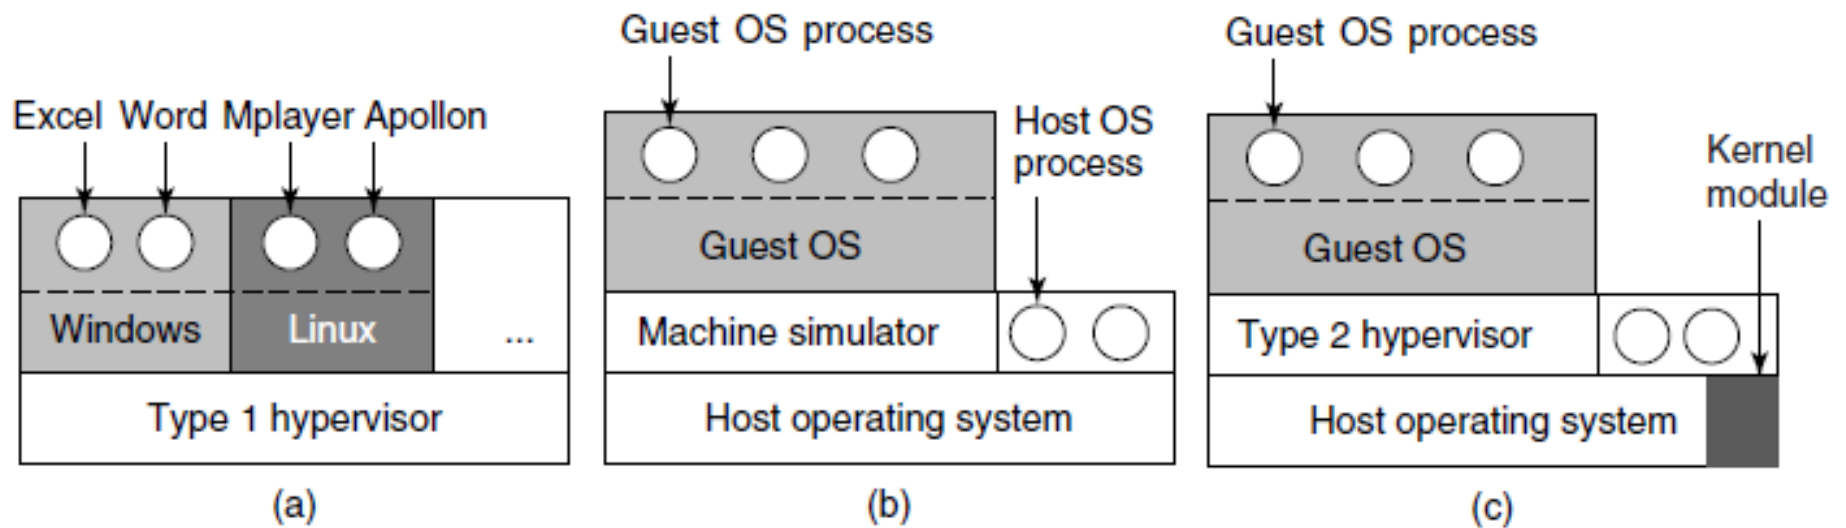 Excel Word Mplayer Apollon
Windows
Linux
...
Type 1 hypervisor
(a)
Guest OS process
Host OS
process
Guest OS
Machine simulator
Host operating system
(b)
Guest OS process
Kernel
module
Guest OS
Type 2 hypervisor
Host operating system
(c)